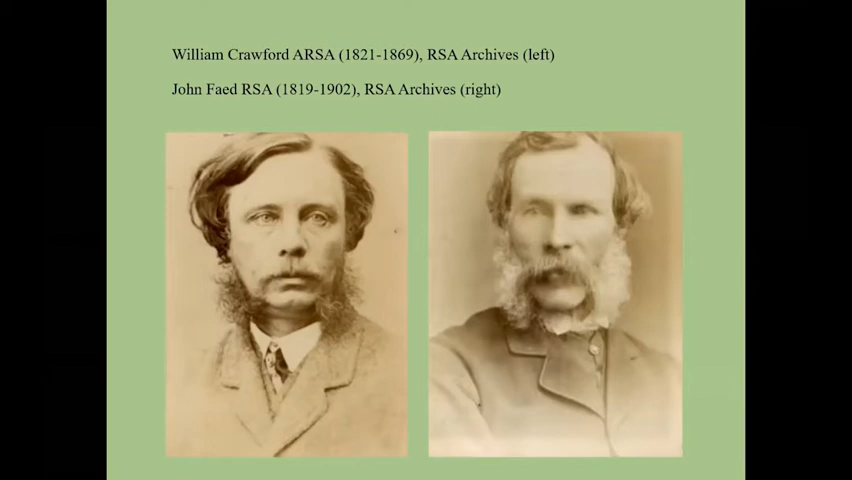 William Crawford ARSA (1821-1869), RSA Archives (left)
John Faed RSA (1819-1902), RSA Archives (right)